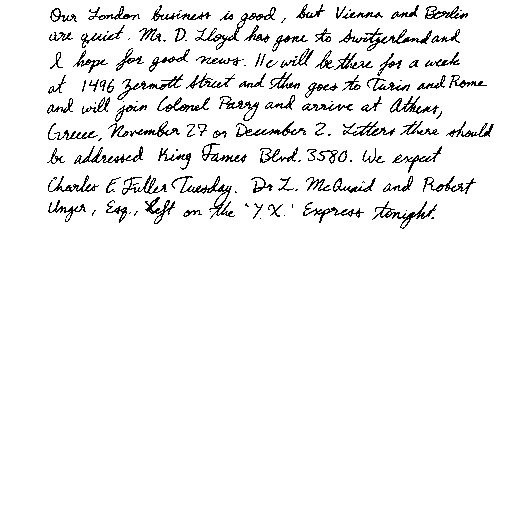 Our London business is good, but Vienna and Berlin
are quiet. Mr. D. Lloyd has gone to Switzerland and
I hope for good news. He will be there for a week
at 1496 Zermott Street and then goes to Turin and Rome
and will join Colonel Parry and arrive at Athens,
Greece, November 27 or December 2. Letters there should
be addressed King James Blvd. 3580. We expect
Charles E. Fuller Tuesday. Dr L. McQuaid and Robert
Unger, Esq., left on the 'Y.X.' Express tonight.